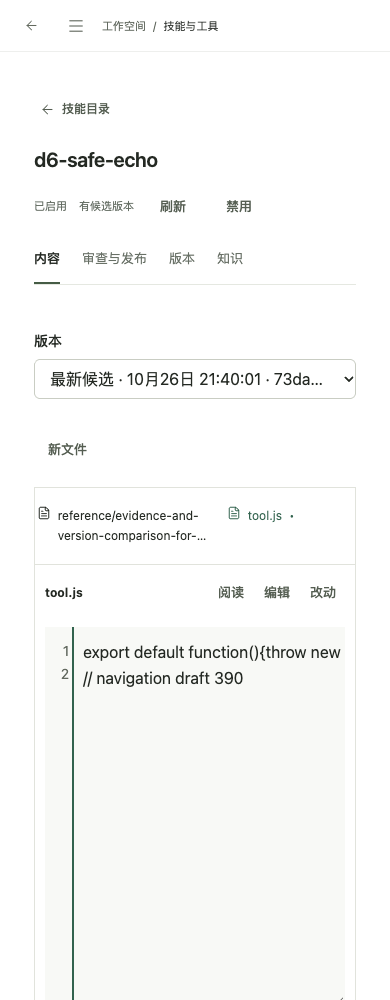 工作空间 / 技能与工具
技能目录
d6-safe-echo
已启用 有候选版本 刷新 禁用
内容 审查与发布 版本 知识
版本
最新候选 · 10月26日 21:40:01 · 73da...
新文件
reference/evidence-and-
version-comparison-for-...
tool.js •
tool.js 阅读 编辑 改动
1 export default function(){throw new
2 // navigation draft 390